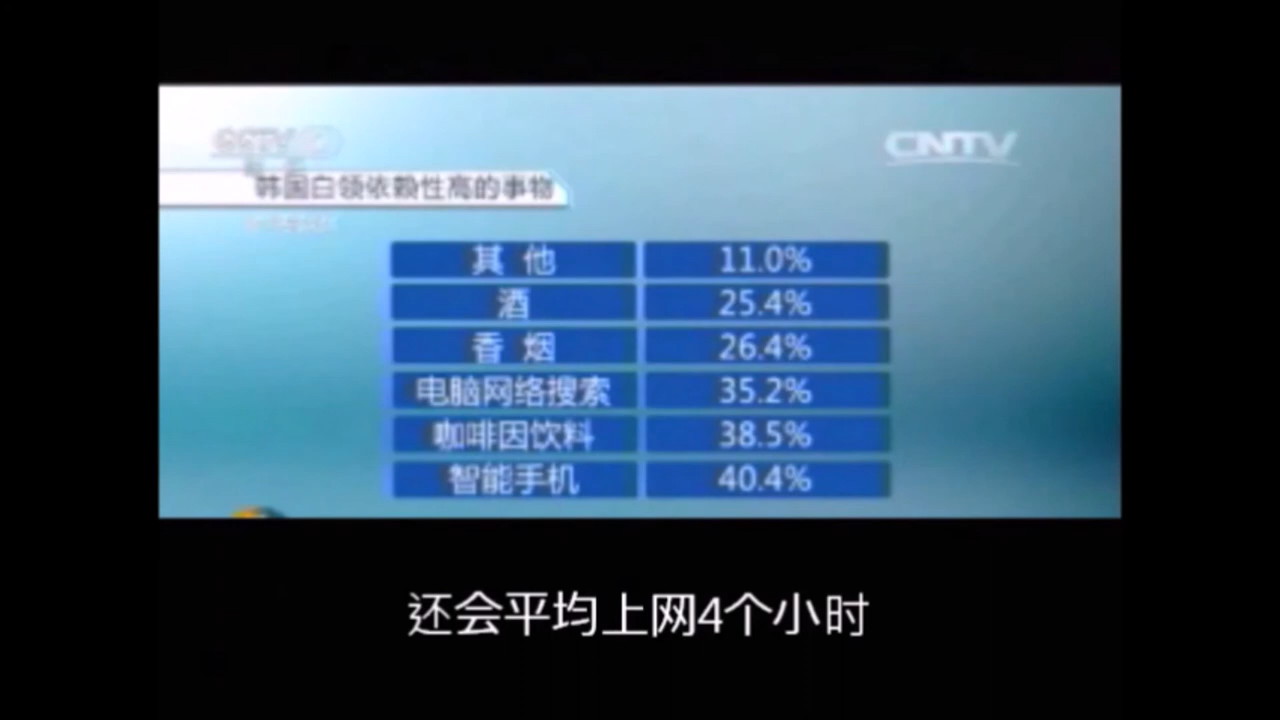 CNTV
韩国白领依赖性高的事物
其 他 11.0%
酒 25.4%
香 烟 26.4%
电脑网络搜索 35.2%
咖啡因饮料 38.5%
智能手机 40.4%
还会平均上网4个小时